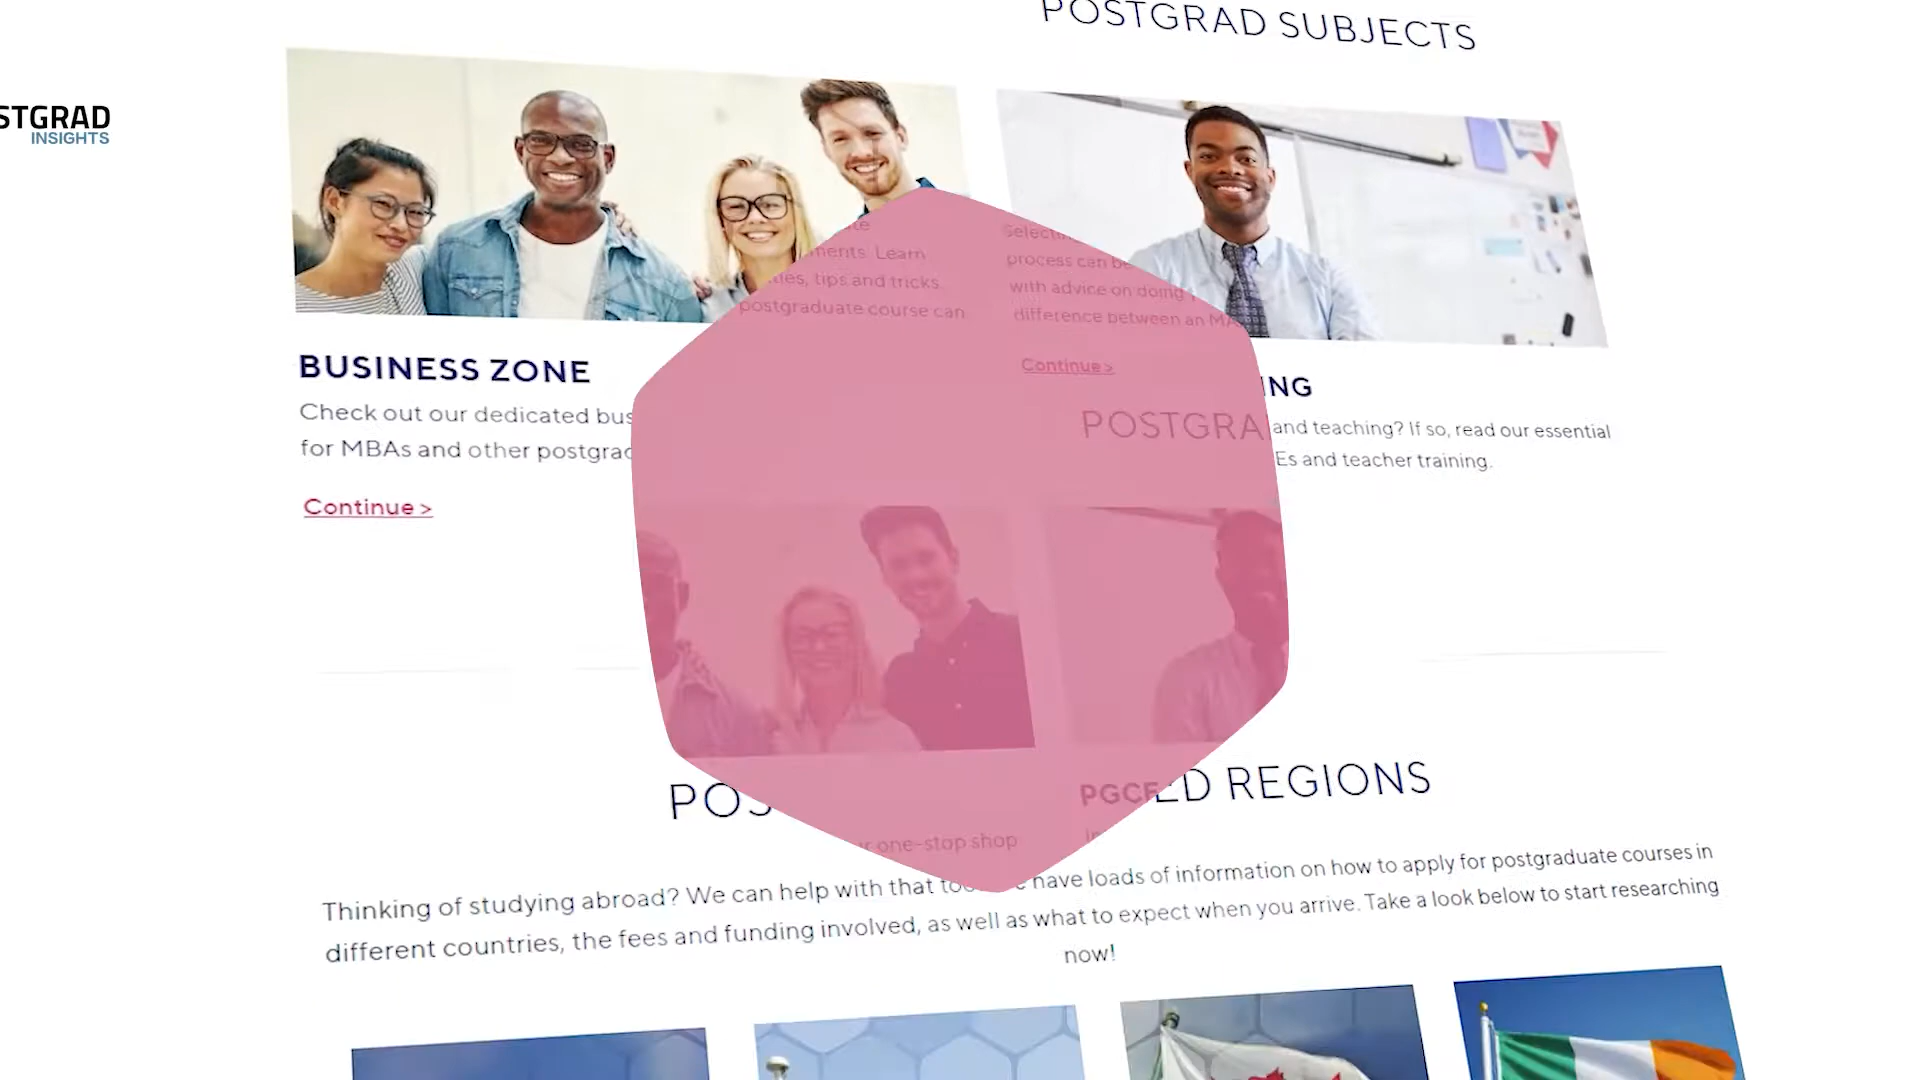 POSTGRAD SUBJECTS
STGRAD
INSIGHTS
BUSINESS ZONE
Check out our dedicated bus
for MBAs and other postgrad
Continue >
ments. Learn
tips and tricks
postgraduate course can
process can be
with advice on doing
difference between an MA
Continue >
POSTGRA
ING
and teaching? If so, read our essential
Es and teacher training.
PGCE
one-stop shop
POS ED REGIONS
Thinking of studying abroad? We can help with that too have loads of information on how to apply for postgraduate courses in
different countries, the fees and funding involved, as well as what to expect when you arrive. Take a look below to start researching
now!